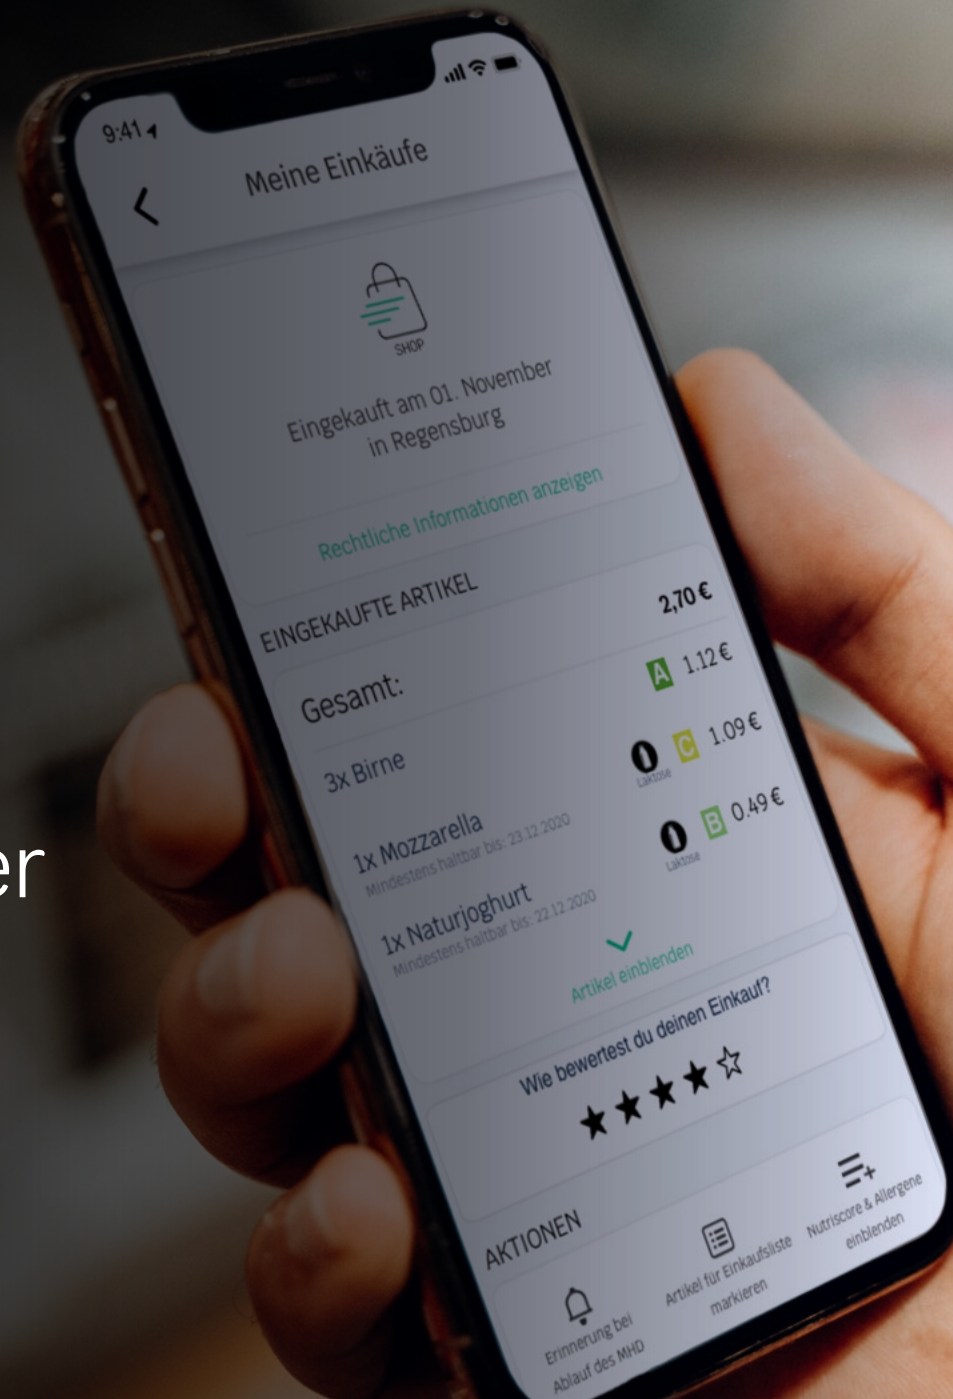 9:41
Meine Einkäufe
SHOP
Eingekauft am 01. November
in Regensburg
Rechtliche Informationen anzeigen
EINGEKAUFTE ARTIKEL
Gesamt: 2,70 €
3x Birne A 1.12 €
1x Mozzarella Laktose C 1.09 €
Mindestens haltbar bis: 23.12.2020
1x Naturjoghurt Laktose B 0.49 €
Mindestens haltbar bis: 22.12.2020
Artikel einblenden
er
Wie bewertest du deinen Einkauf?
AKTIONEN
Erinnerung bei
Ablauf des MHD
Artikel für Einkaufsliste
markieren
Nutriscore & Allergene
einblenden